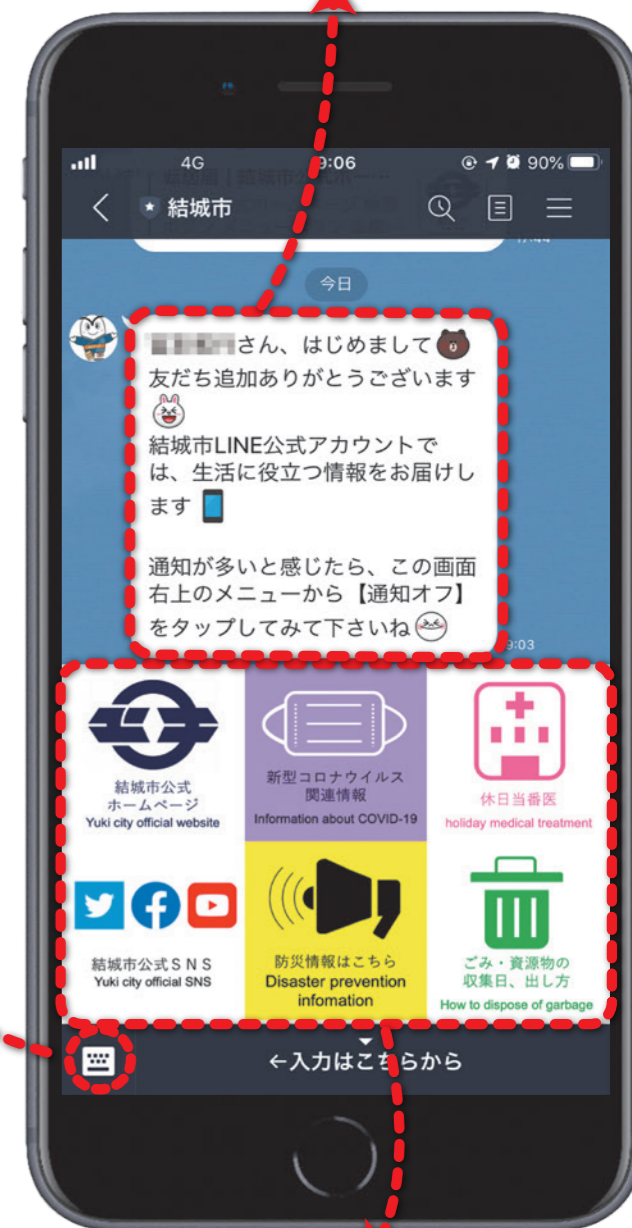 4G 9:06 90%
結城市
今日
さん、はじめまして
友だち追加ありがとうございます
結城市LINE公式アカウントで
は、生活に役立つ情報をお届けし
ます
通知が多いと感じたら、この画面
右上のメニューから【通知オフ】
をタップしてみて下さいね
9:03
結城市公式
ホームページ
Yuki city official website
新型コロナウイルス
関連情報
Information about COVID-19
休日当番医
holiday medical treatment
結城市公式SNS
Yuki city official SNS
防災情報はこちら
Disaster prevention
infomation
ごみ・資源物の
収集日、出し方
How to dispose of garbage
←入力はこちらから